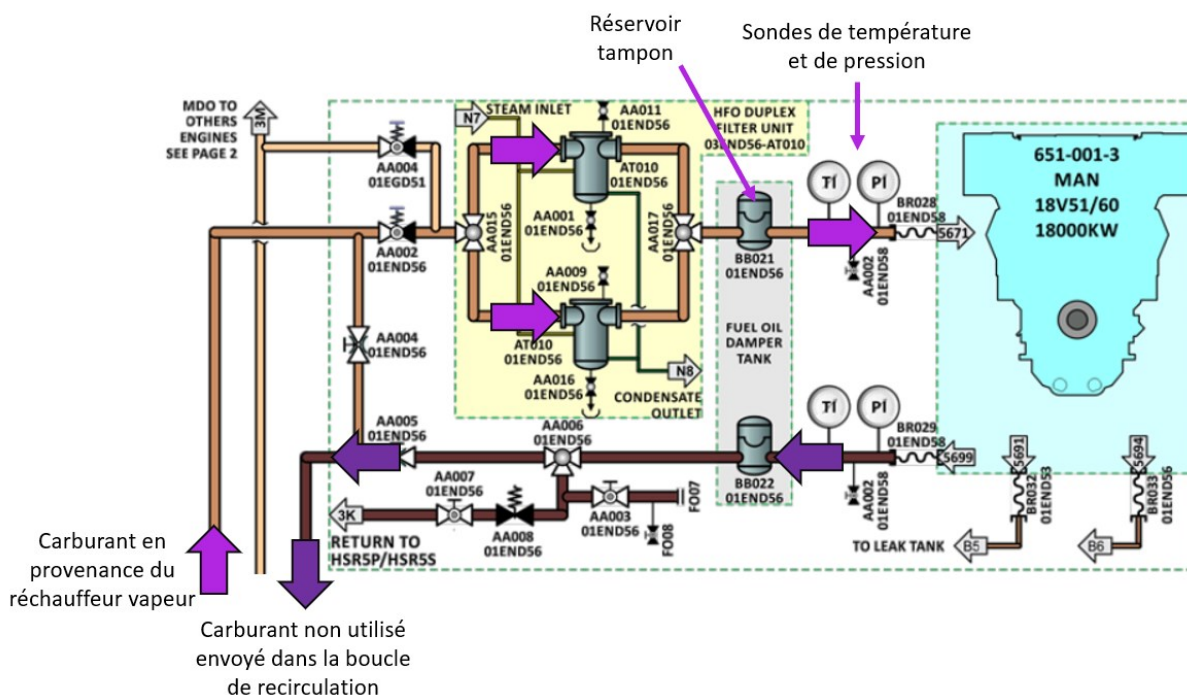 Réservoir
tampon
Sondes de température
et de pression
MDO TO
OTHERS
ENGINES
SEE PAGE 2
3M
AA004
01EGD51
AA002
01END56
AA004
01END56
AA005
01END56
STEAM INLET
N7
AA011
01END56
HFO DUPLEX
FILTER UNIT
03END56-AT010
AT010
01END56
AA015
01END56
AA001
01END56
AA017
01END56
AA009
01END56
AT010
01END56
AA016
01END56
N8
CONDENSATE
OUTLET
BB021
01END56
FUEL OIL
DAMPER
TANK
BB022
01END56
TI
PI
BR028
01END58
5671
AA002
01END58
651-001-3
MAN
18V51/60
18000KW
TI
PI
BR029
01END58
5699
AA002
01END58
5691
BR032
01END53
5694
BR033
01END56
TO LEAK TANK
B5
B6
AA006
01END56
AA007
01END56
3K
AA008
01END56
AA003
01END56
FO07
FO08
RETURN TO
HSR5P/HSR5S
Carburant en
provenance du
réchauffeur vapeur
Carburant non utilisé
envoyé dans la boucle
de recirculation